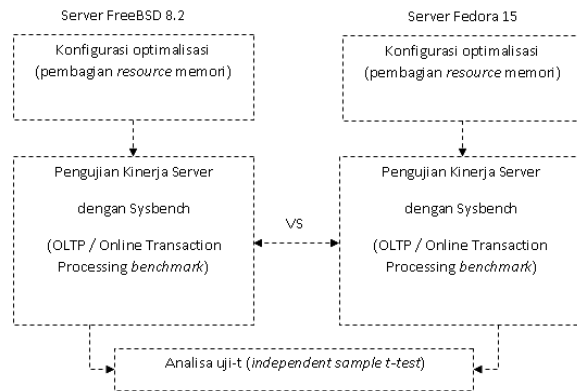 Server FreeBSD 8.2
Konfigurasi optimalisasi
(pembagian resource memori)
Pengujian Kinerja Server
dengan Sysbench
(OLTP / Online Transaction
Processing benchmark)
VS
Server Fedora 15
Konfigurasi optimalisasi
(pembagian resource memori)
Pengujian Kinerja Server
dengan Sysbench
(OLTP / Online Transaction
Processing benchmark)
Analisa uji-t (independent sample t-test)